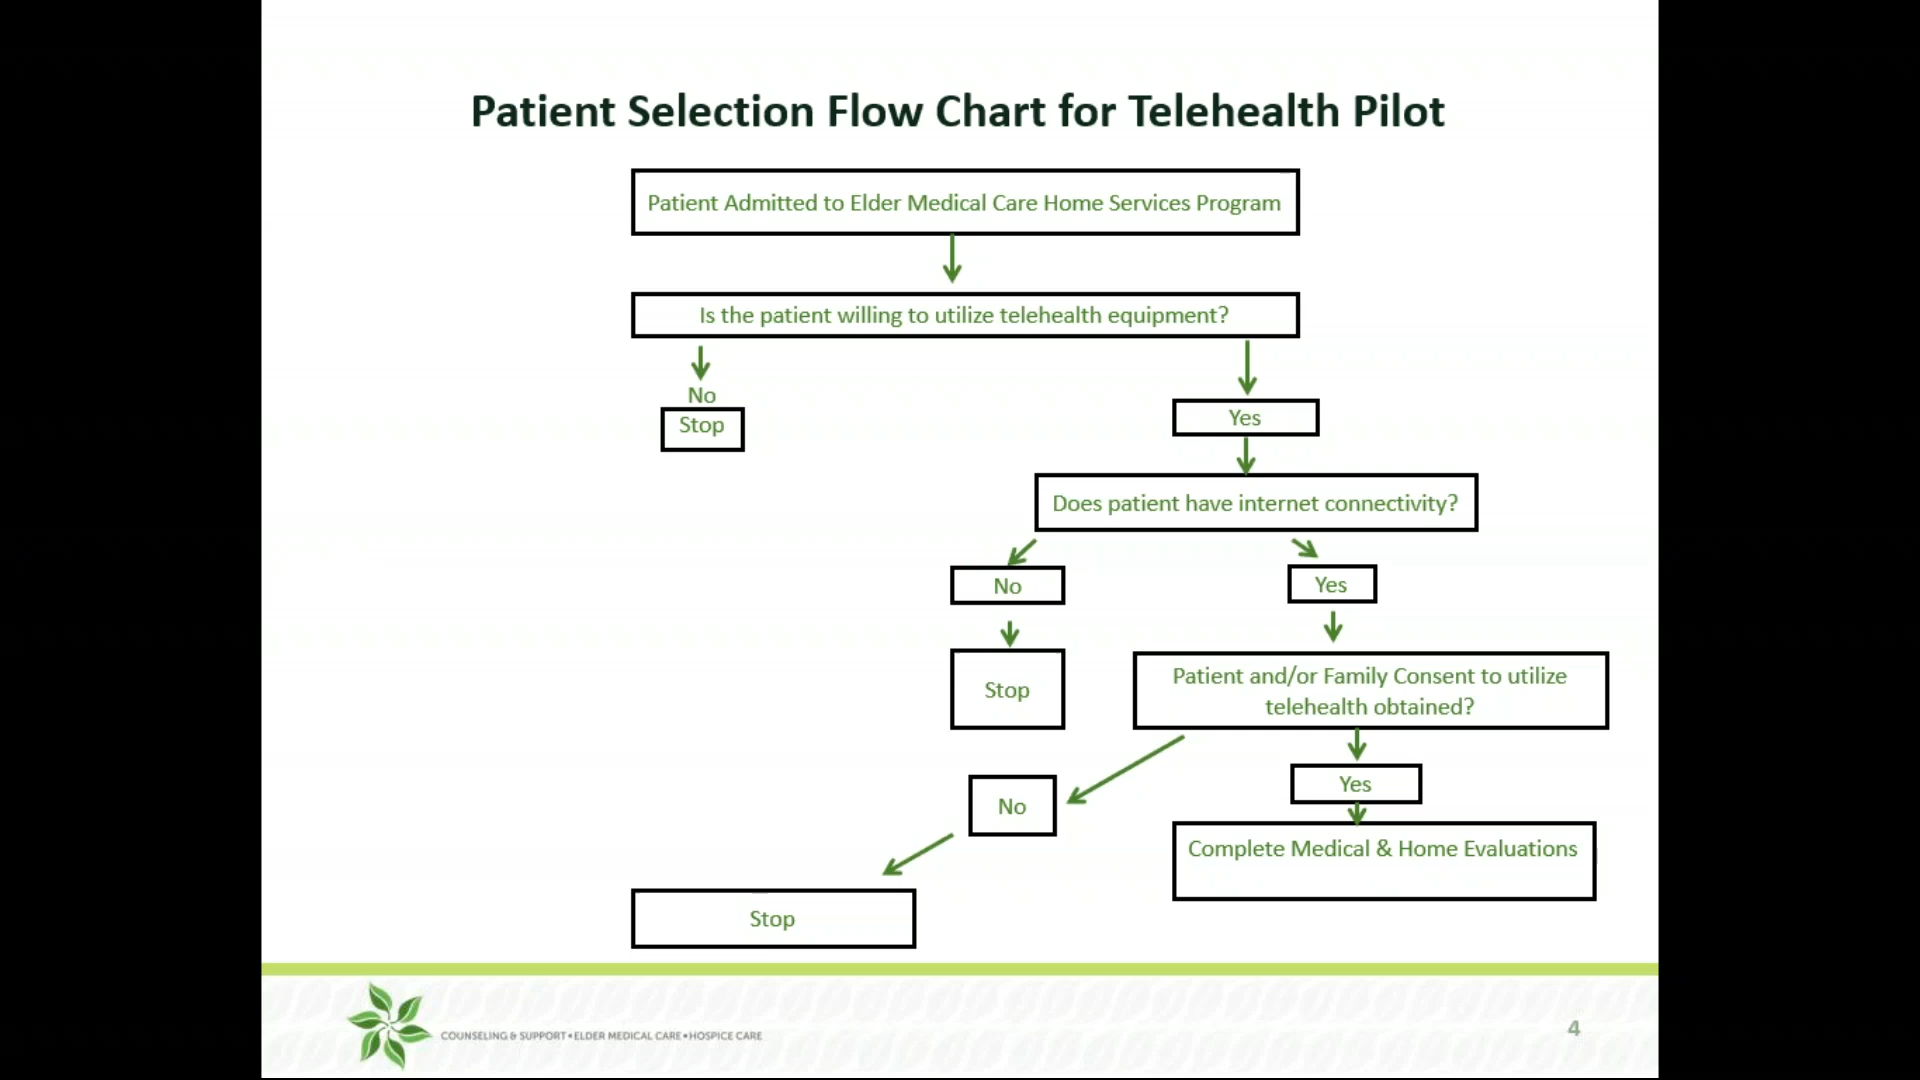 Patient Selection Flow Chart for Telehealth Pilot
Patient Admitted to Elder Medical Care Home Services Program
Is the patient willing to utilize telehealth equipment?
No
Stop
Yes
Does patient have internet connectivity?
No
Yes
Stop
Patient and/or Family Consent to utilize
telehealth obtained?
No
Yes
Complete Medical & Home Evaluations
Stop
COUNSELING & SUPPORT • ELDER MEDICAL CARE • HOSPICE CARE
4